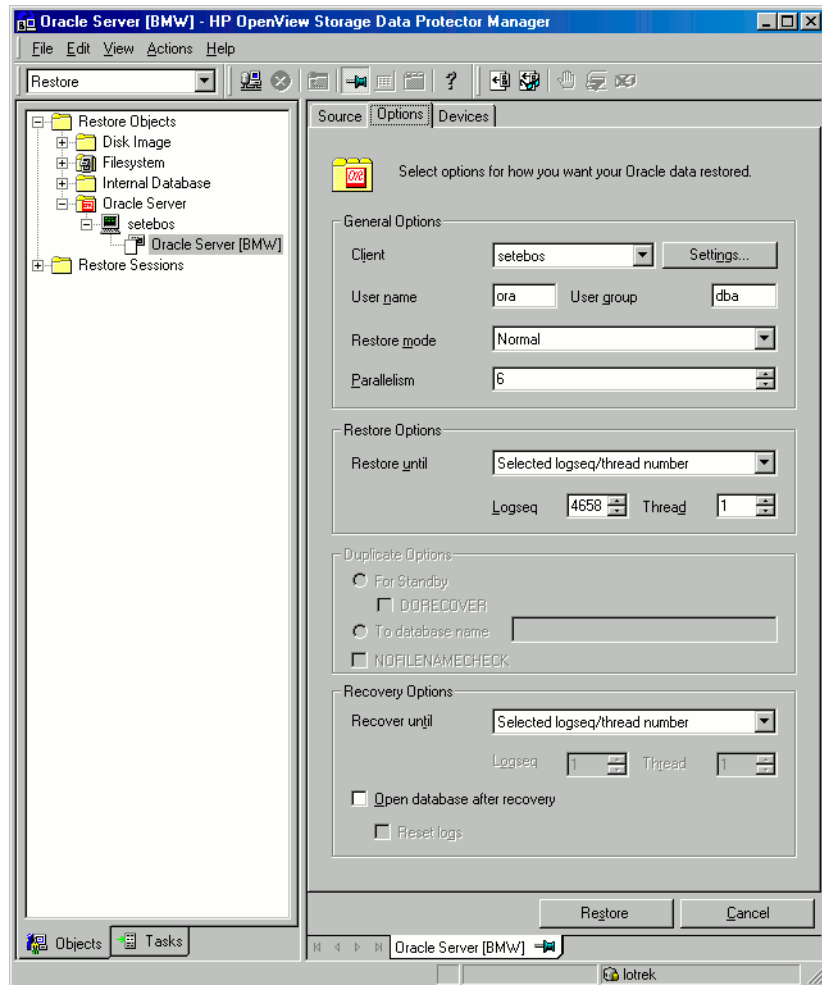 Oracle Server [BMW] - HP OpenView Storage Data Protector Manager
File Edit View Actions Help
Restore
Restore Objects
Disk Image
Filesystem
Internal Database
Oracle Server
setebos
Oracle Server [BMW]
Restore Sessions
Objects Tasks
Source Options Devices
Select options for how you want your Oracle data restored.
General Options
Client setebos Settings...
User name ora User group dba
Restore mode Normal
Parallelism 6
Restore Options
Restore until Selected logseq/thread number
Logseq 4658 Thread 1
Duplicate Options
For Standby
DORECOVER
To database name
NOFILENAMECHECK
Recovery Options
Recover until Selected logseq/thread number
Logseq 1 Thread 1
Open database after recovery
Reset logs
Restore Cancel
Oracle Server [BMW]
lotrek